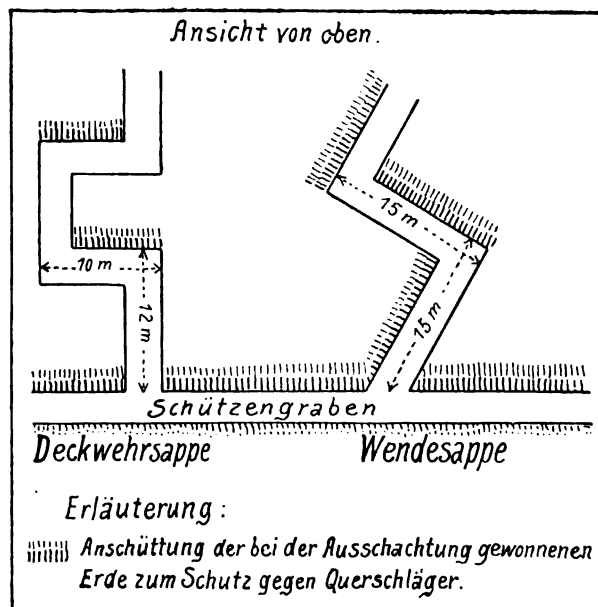 Ansicht von oben.
15 m
10 m
12 m
15 m
Schützengraben
Deckwehrsappe
Wendesappe
Erläuterung:
Anschüttung der bei der Ausschachtung gewonnenen
Erde zum Schutz gegen Querschläger.